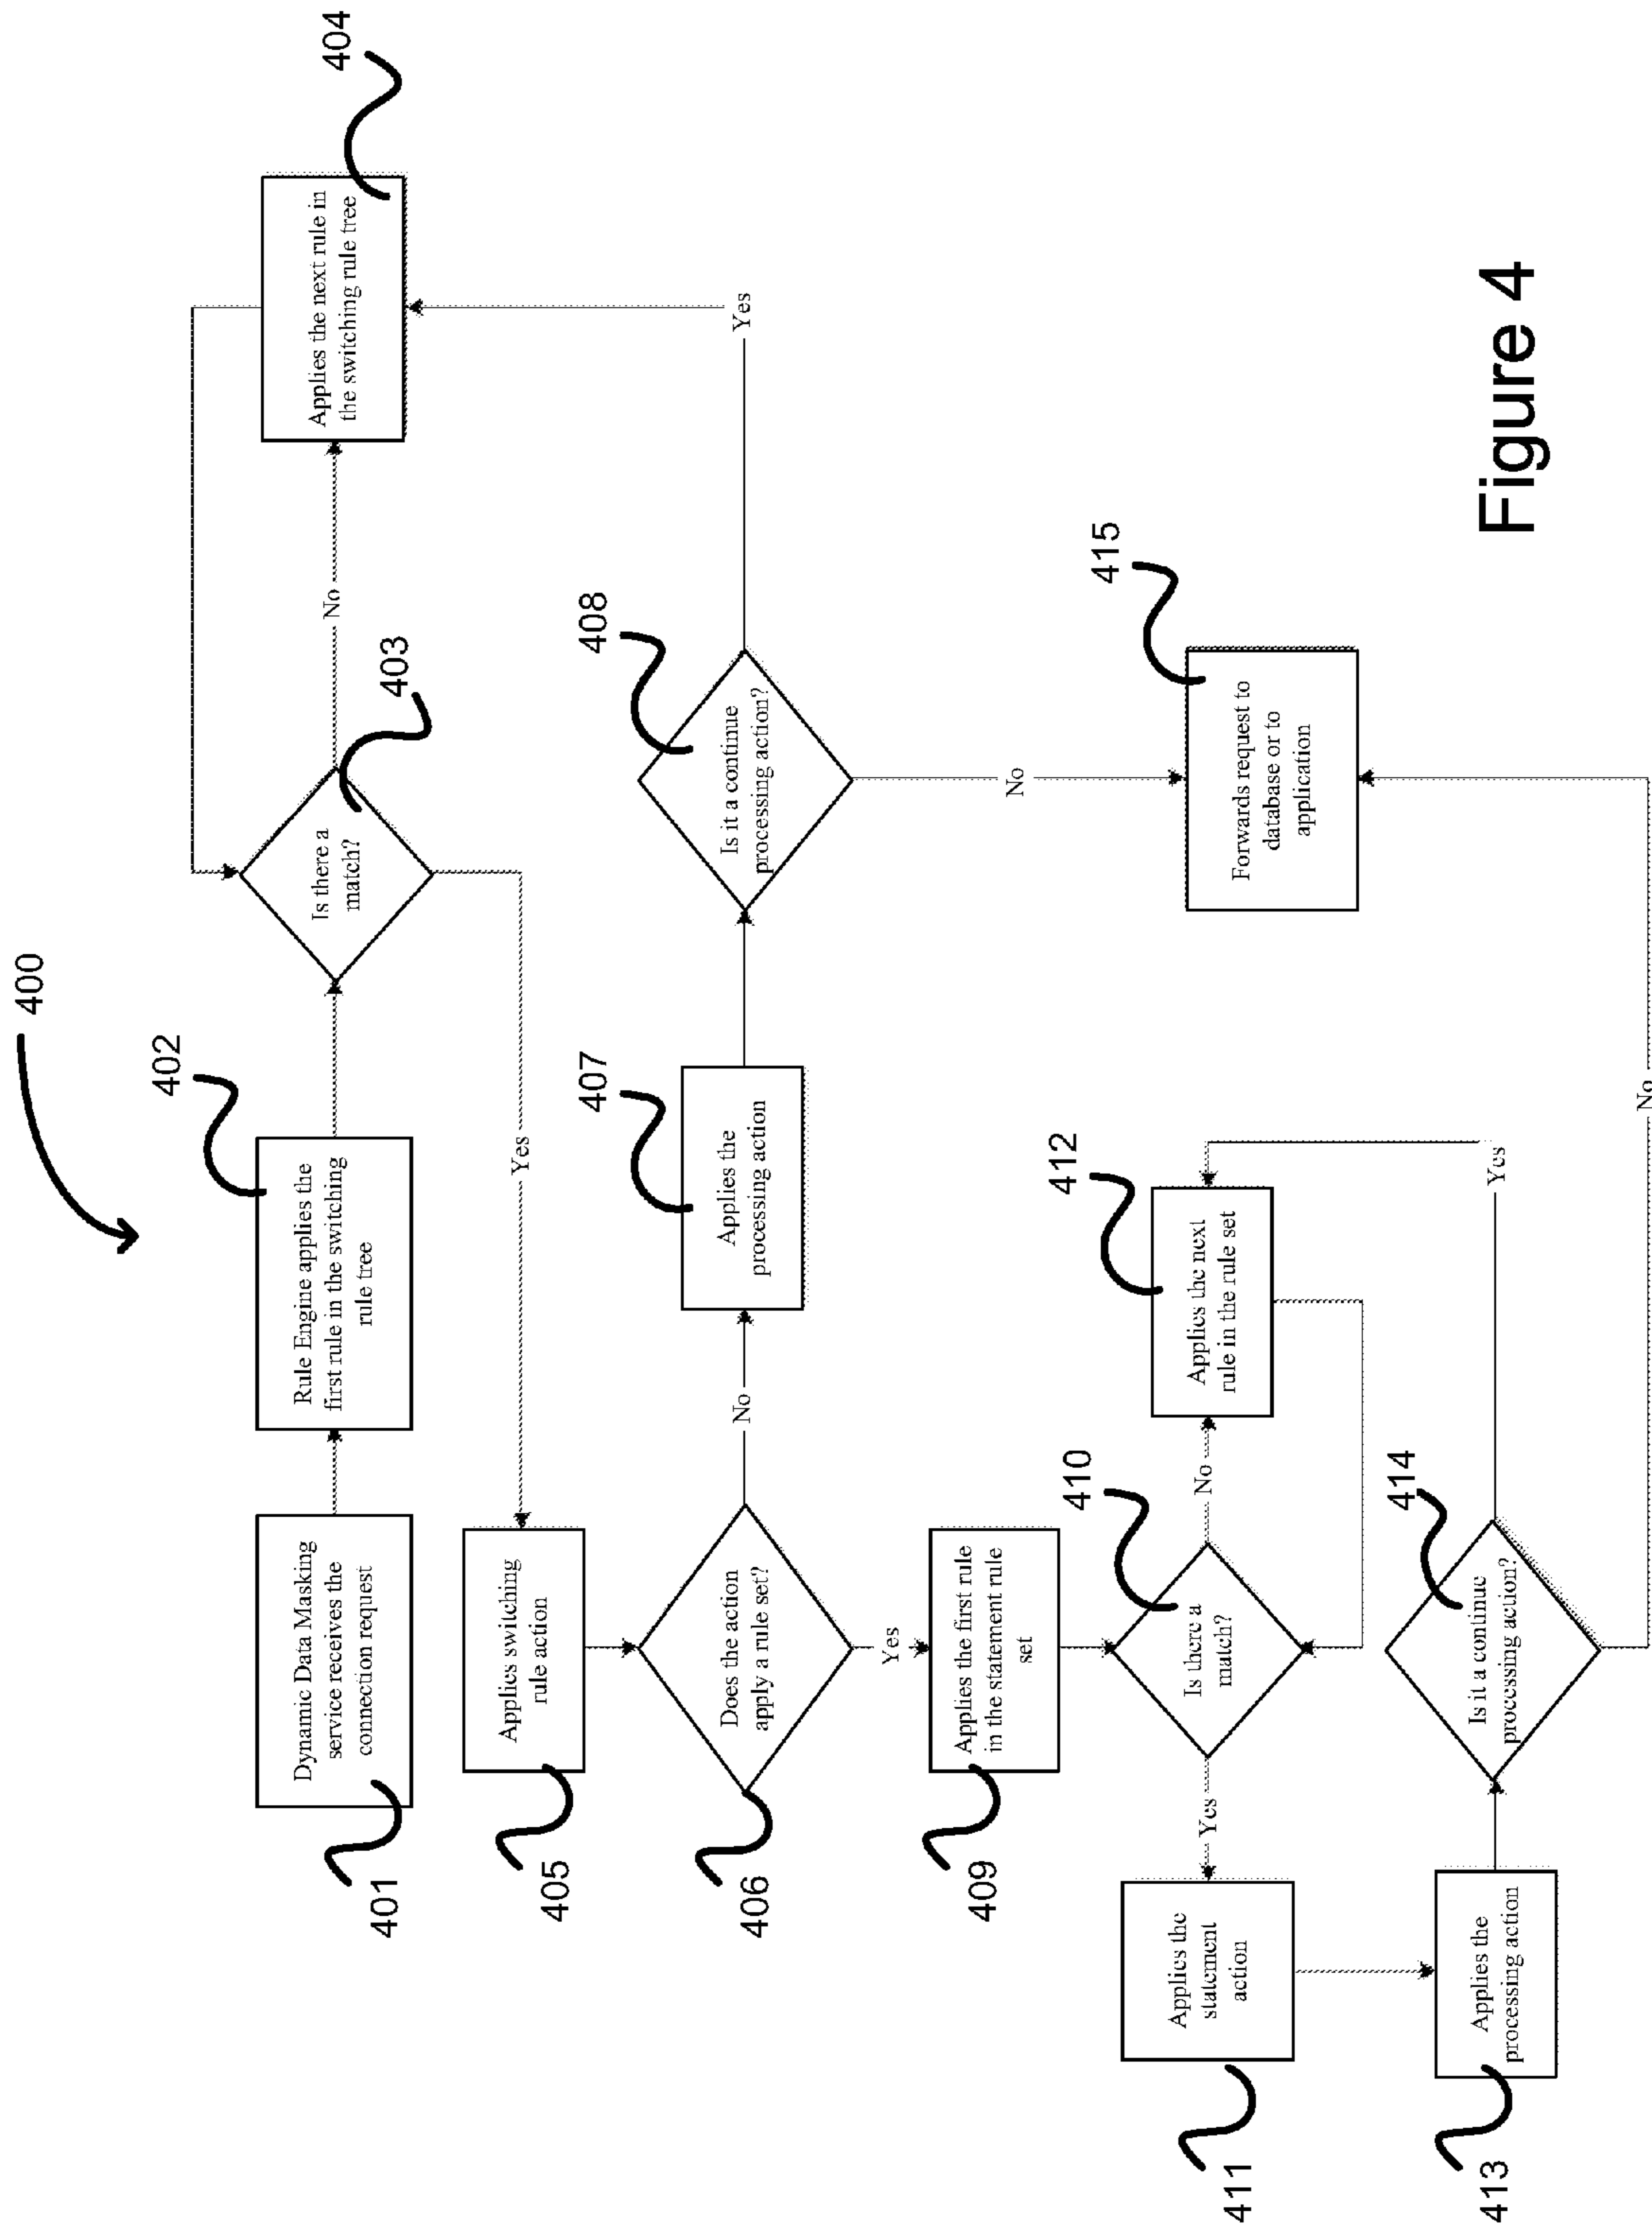 400
404
402
Dynamic Data Masking
service receives the
connection request
401
Rule Engine applies the
first rule in the switching
rule tree
Is there a
match?
403
No
Applies the next rule in
the switching rule tree
Yes
Applies switching
rule action
405
Does the action
apply a rule set?
406
No
407
Applies the
processing action
408
Is it a continue
processing action?
Yes
Yes
No
Applies the first rule
in the statement rule
set
409
410
412
415
Applies the
statement
action
411
Yes
Is there a
match?
No
Applies the next
rule in the rule set
Forwards request to
database or to
application
414
Applies the
processing action
413
Is it a continue
processing action?
Yes
No
Figure 4